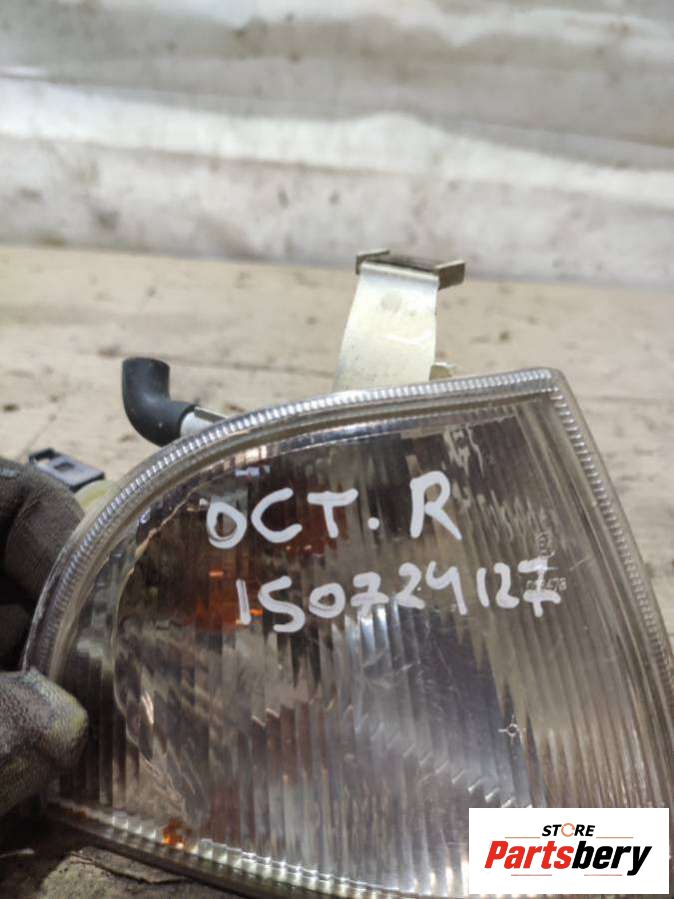 OCT. R
150724127
STORE
Partsbery